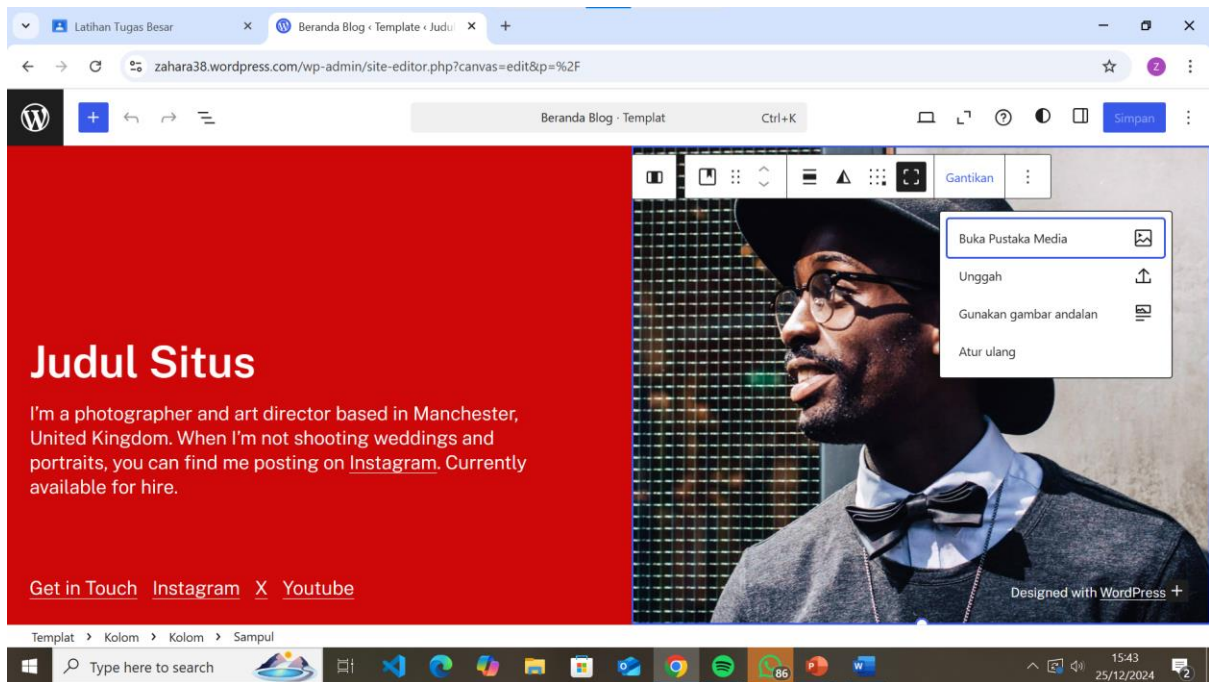 Latihan Tugas Besar
Beranda Blog ‹ Template ‹ Judu
zahara38.wordpress.com/wp-admin/site-editor.php?canvas=edit&p=%2F
Z
Beranda Blog · Templat Ctrl+K
Simpan
Gantikan
Buka Pustaka Media
Unggah
Gunakan gambar andalan
Atur ulang
Judul Situs
I'm a photographer and art director based in Manchester,
United Kingdom. When I'm not shooting weddings and
portraits, you can find me posting on Instagram. Currently
available for hire.
Get in Touch Instagram X Youtube
Designed with WordPress
Templat > Kolom > Kolom > Sampul
Type here to search
86
15:43
25/12/2024
2